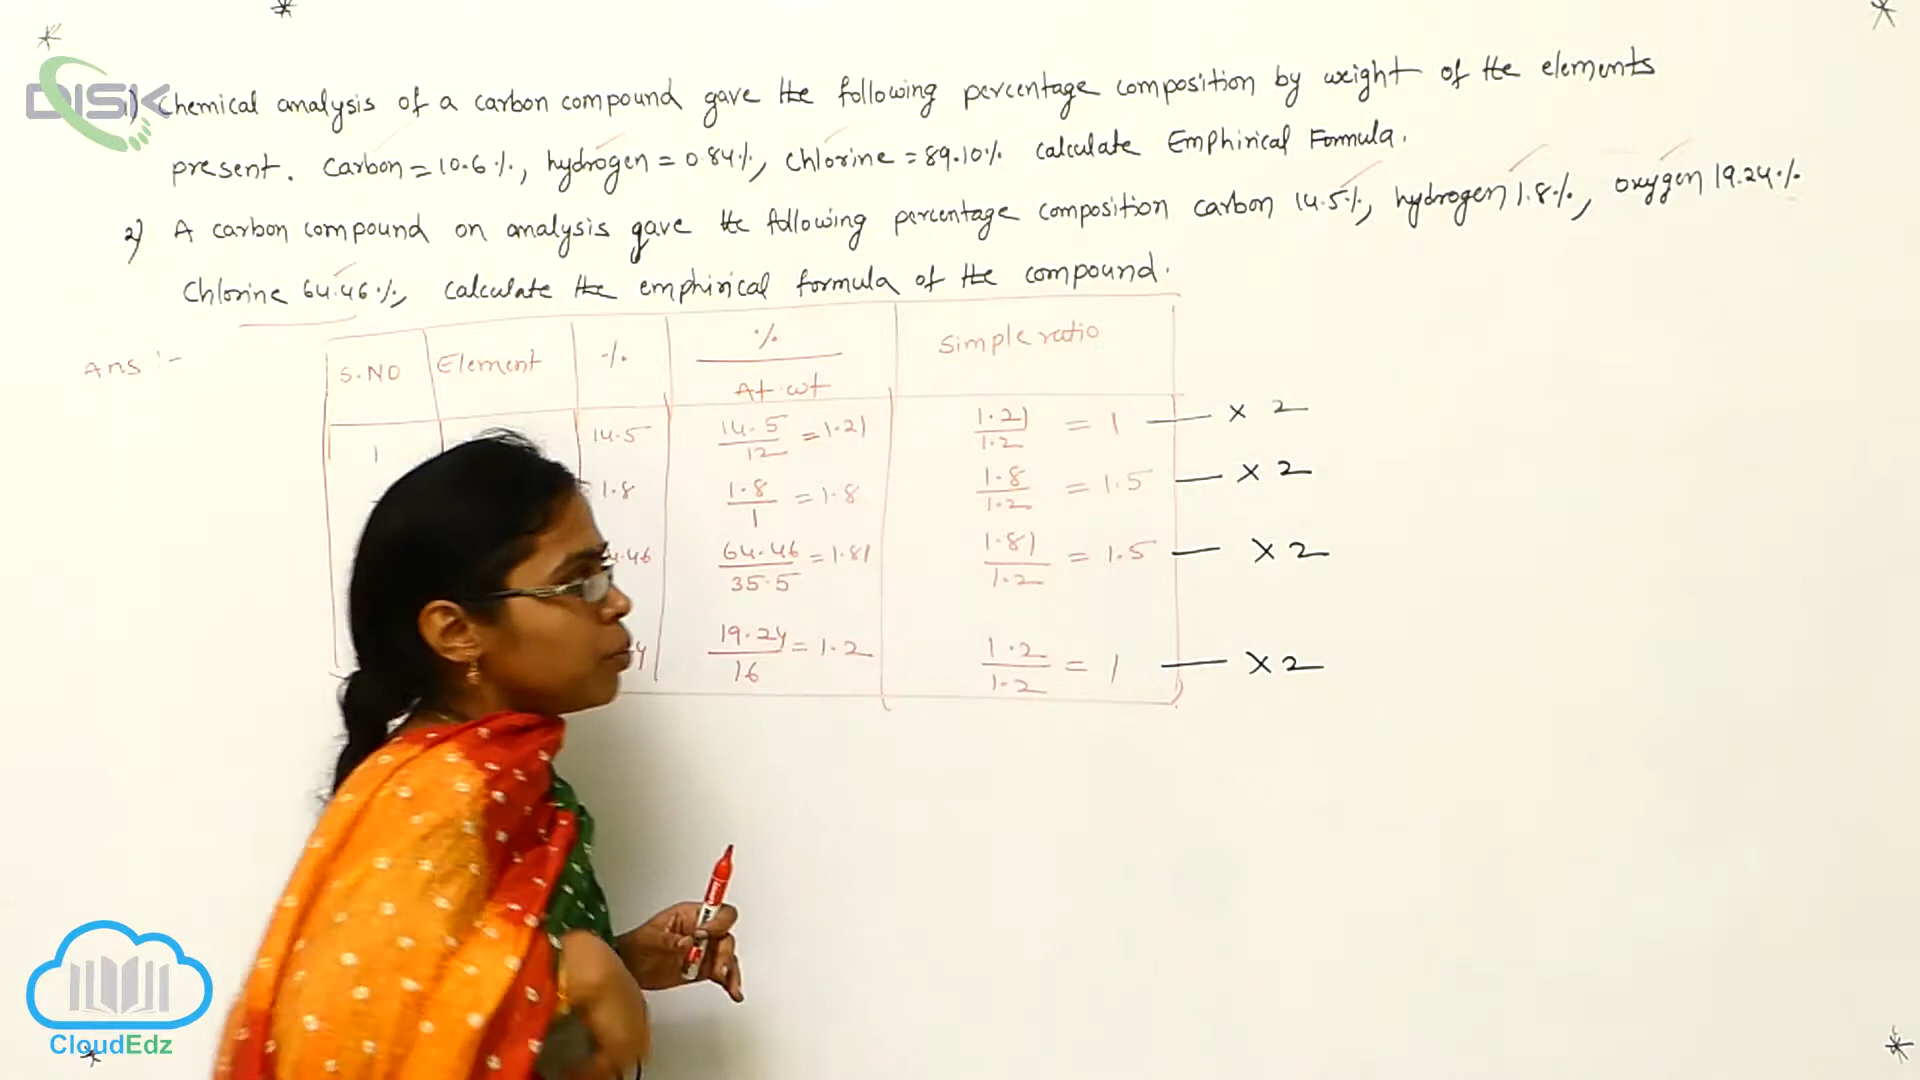 DISK
1) Chemical analysis of a carbon compound gave the following percentage composition by weight of the elements
present. Carbon = 10.6%, hydrogen = 0.84%, chlorine = 89.10% calculate Emphirical Formula.
2) A carbon compound on analysis gave the following percentage composition carbon 14.5%, hydrogen 1.8%, oxygen 19.24%
Chlorine 64.46%, calculate the emphirical formula of the compound.
Ans :-
S.NO Element % %/At.wt Simple ratio
1 14.5 14.5/12 = 1.21 1.21/1.2 = 1 — × 2
1.8 1.8/1 = 1.8 1.8/1.2 = 1.5 — × 2
.46 64.46/35.5 = 1.81 1.81/1.2 = 1.5 — × 2
19.24/16 = 1.2 1.2/1.2 = 1 — × 2
CloudEdz